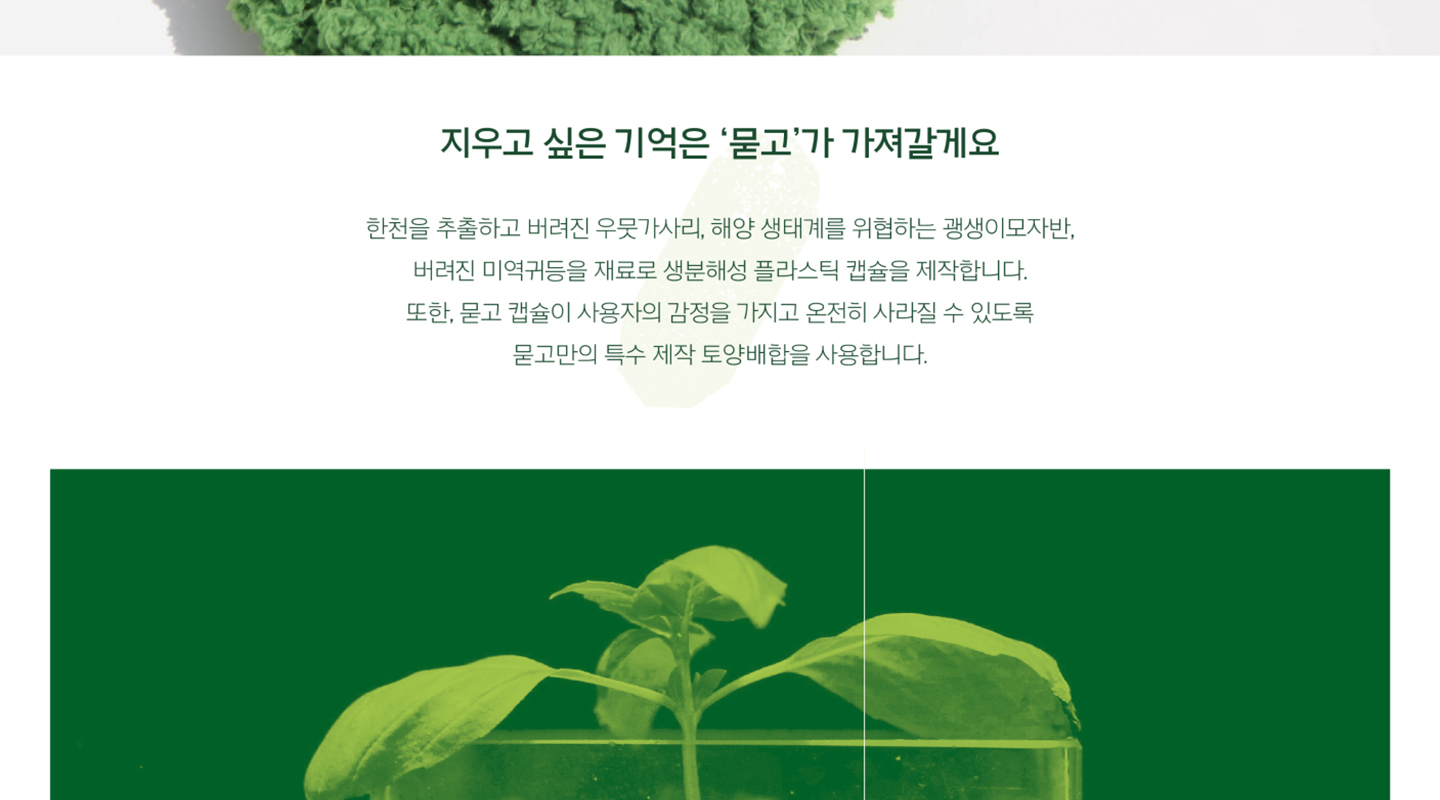 지우고 싶은 기억은 ‘묻고’가 가져갈게요
한천을 추출하고 버려진 우뭇가사리, 해양 생태계를 위협하는 괭생이모자반,
버려진 미역귀등을 재료로 생분해성 플라스틱 캡슐을 제작합니다.
또한, 묻고 캡슐이 사용자의 감정을 가지고 온전히 사라질 수 있도록
묻고만의 특수 제작 토양배합을 사용합니다.